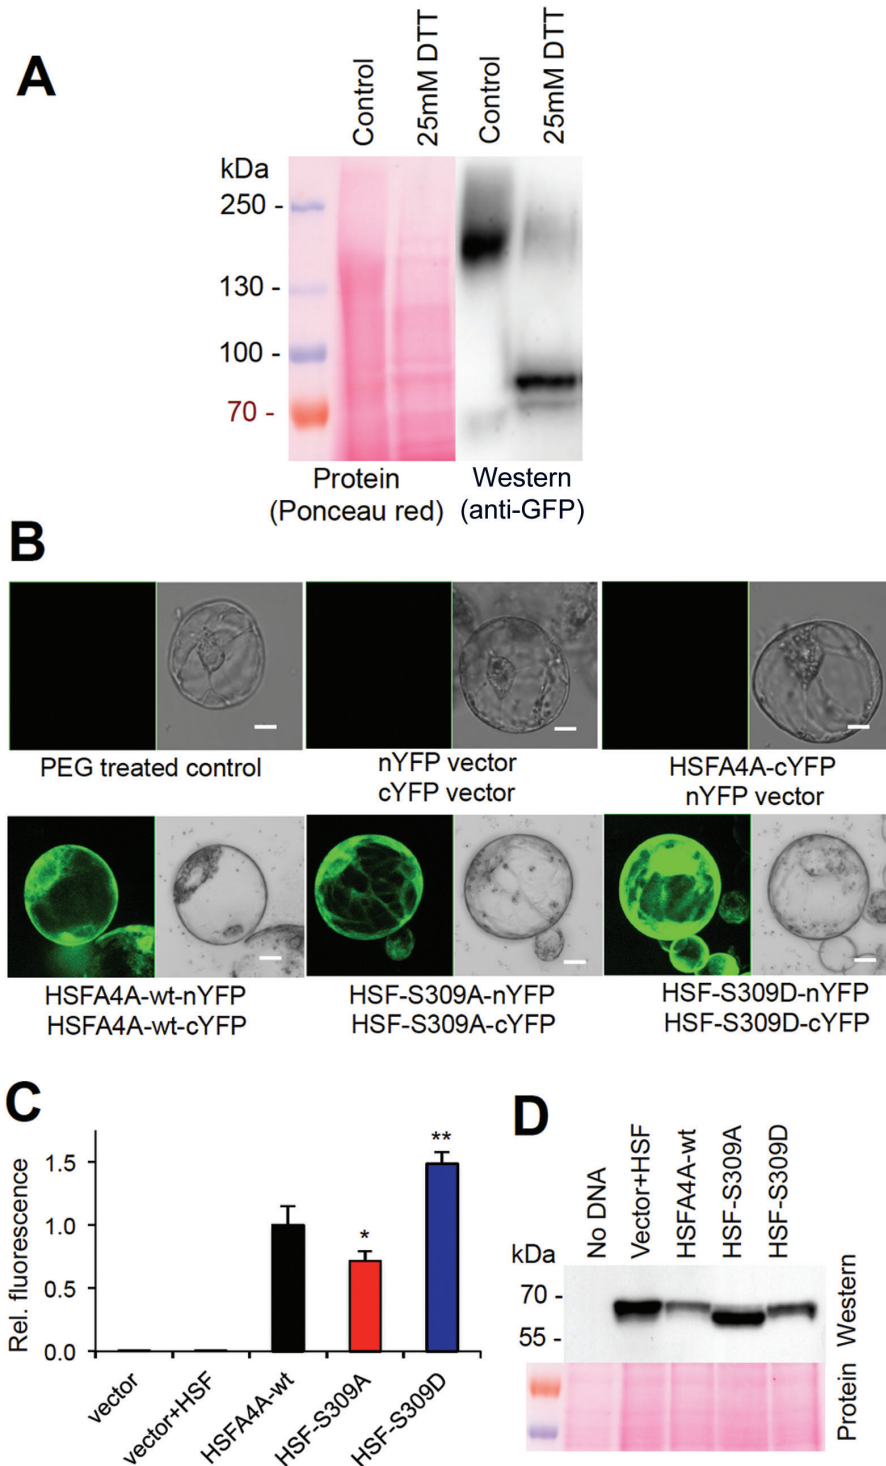 A
Control
25mM DTT
Control
25mM DTT
kDa
250 -
130 -
100 -
70 -
Protein
(Ponceau red)
Western
(anti-GFP)
B
PEG treated control
nYFP vector
cYFP vector
HSFA4A-cYFP
nYFP vector
HSFA4A-wt-nYFP
HSFA4A-wt-cYFP
HSF-S309A-nYFP
HSF-S309A-cYFP
HSF-S309D-nYFP
HSF-S309D-cYFP
C
Rel. fluorescence
1.5
1.0
0.5
0.0
*
**
vector
vector+HSF
HSFA4A-wt
HSF-S309A
HSF-S309D
D
No DNA
Vector+HSF
HSFA4A-wt
HSF-S309A
HSF-S309D
kDa
70 -
55 -
Western
Protein